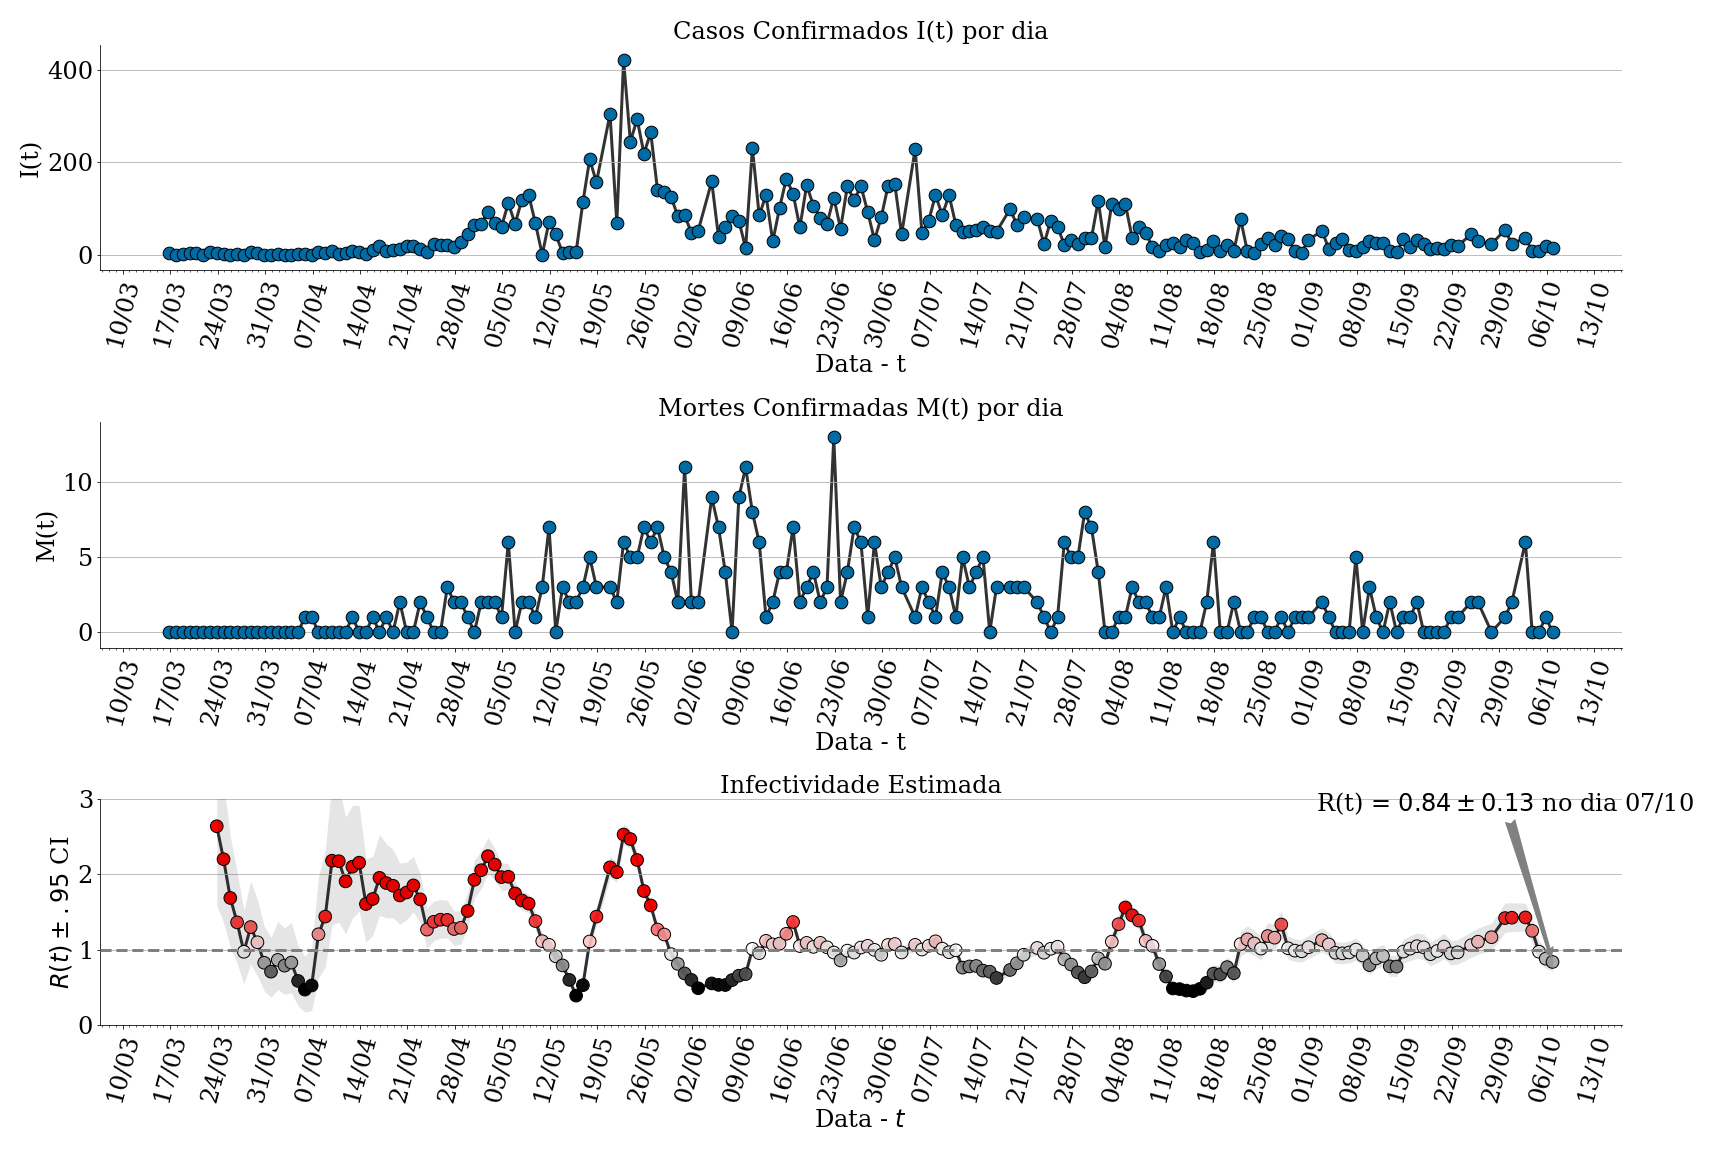 Casos Confirmados I(t) por dia
400
200
0
I(t)
10/03 17/03 24/03 31/03 07/04 14/04 21/04 28/04 05/05 12/05 19/05 26/05 02/06 09/06 16/06 23/06 30/06 07/07 14/07 21/07 28/07 04/08 11/08 18/08 25/08 01/09 08/09 15/09 22/09 29/09 06/10 13/10
Data - t
Mortes Confirmadas M(t) por dia
10
5
0
M(t)
10/03 17/03 24/03 31/03 07/04 14/04 21/04 28/04 05/05 12/05 19/05 26/05 02/06 09/06 16/06 23/06 30/06 07/07 14/07 21/07 28/07 04/08 11/08 18/08 25/08 01/09 08/09 15/09 22/09 29/09 06/10 13/10
Data - t
Infectividade Estimada
R(t) = 0.84 ± 0.13 no dia 07/10
3
2
1
0
R(t) ± .95 CI
10/03 17/03 24/03 31/03 07/04 14/04 21/04 28/04 05/05 12/05 19/05 26/05 02/06 09/06 16/06 23/06 30/06 07/07 14/07 21/07 28/07 04/08 11/08 18/08 25/08 01/09 08/09 15/09 22/09 29/09 06/10 13/10
Data - t